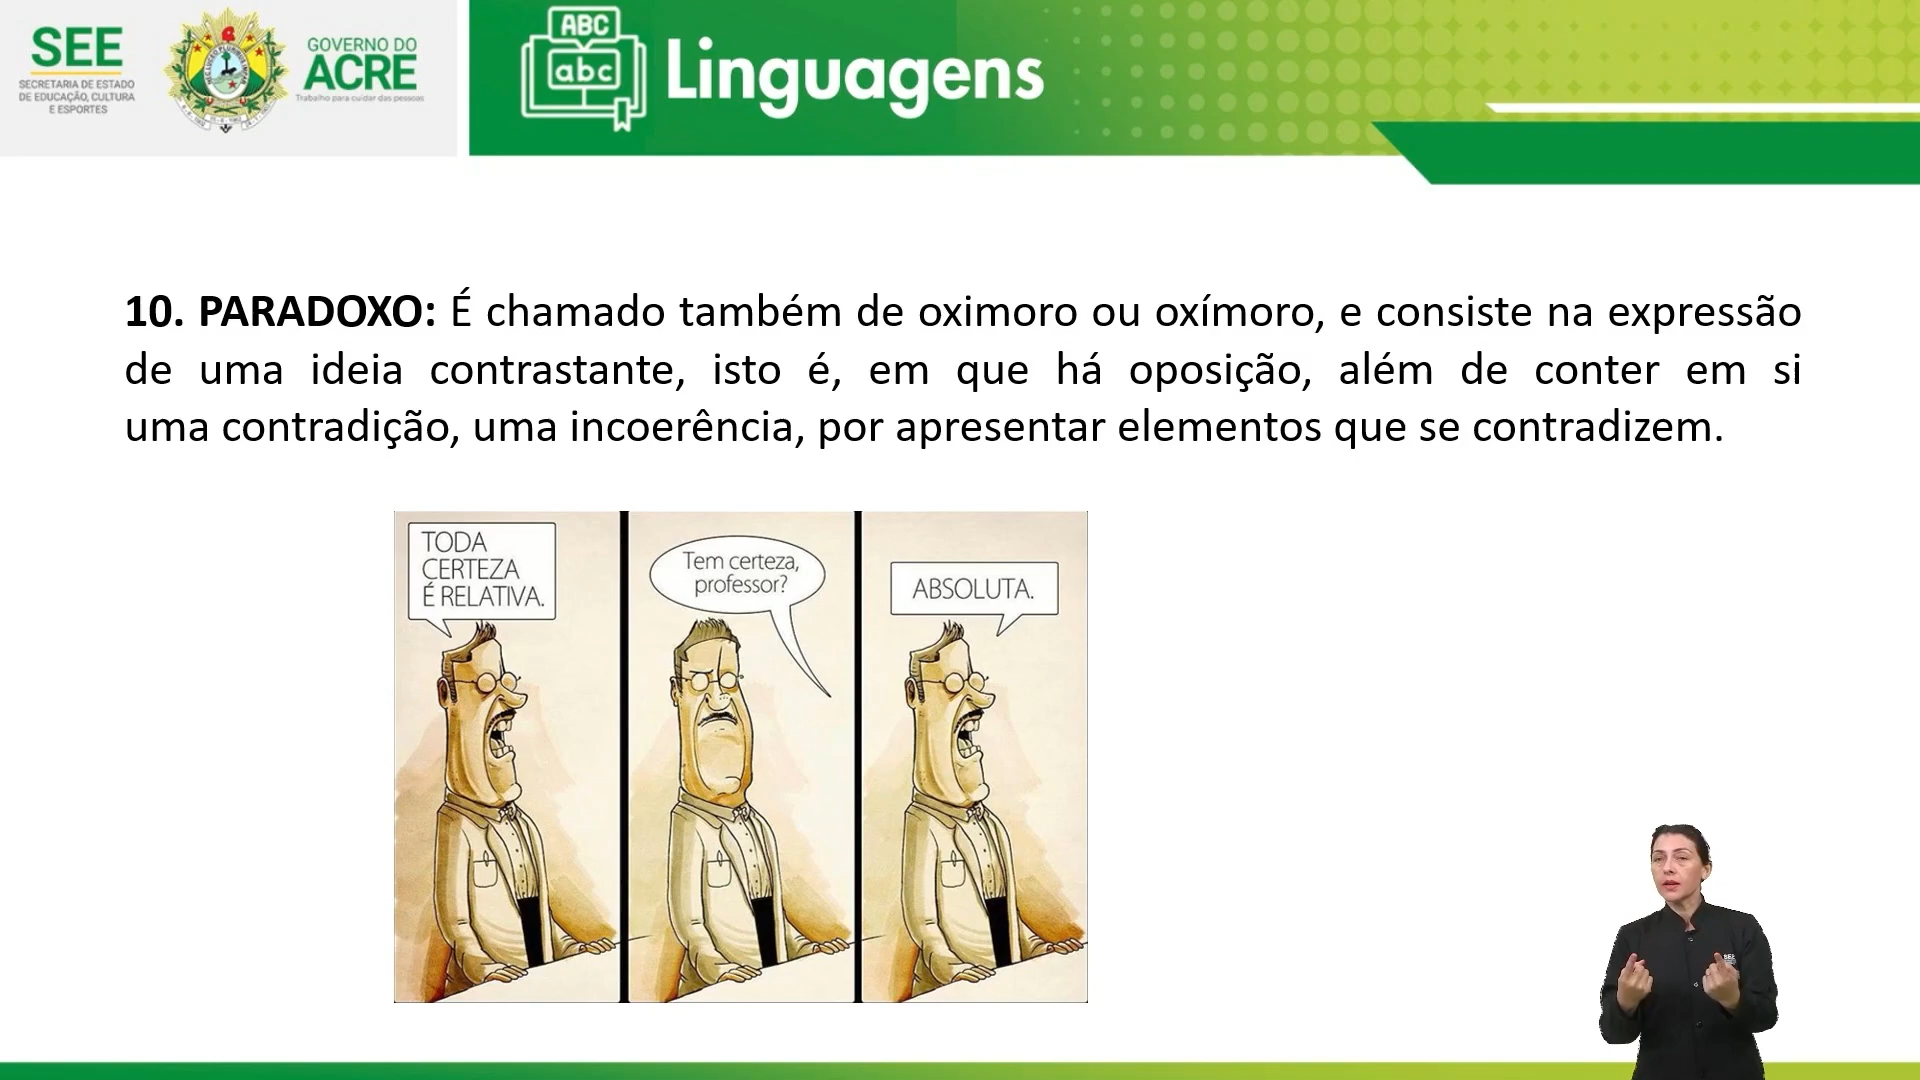 SEE
SECRETARIA DE ESTADO
DE EDUCAÇÃO, CULTURA
E ESPORTES
GOVERNO DO
ACRE
Trabalho para cuidar das pessoas
ABC
abc
Linguagens
10. PARADOXO: É chamado também de oximoro ou oxímoro, e consiste na expressão
de uma ideia contrastante, isto é, em que há oposição, além de conter em si
uma contradição, uma incoerência, por apresentar elementos que se contradizem.
TODA
CERTEZA
É RELATIVA.
Tem certeza,
professor?
ABSOLUTA.
SEE